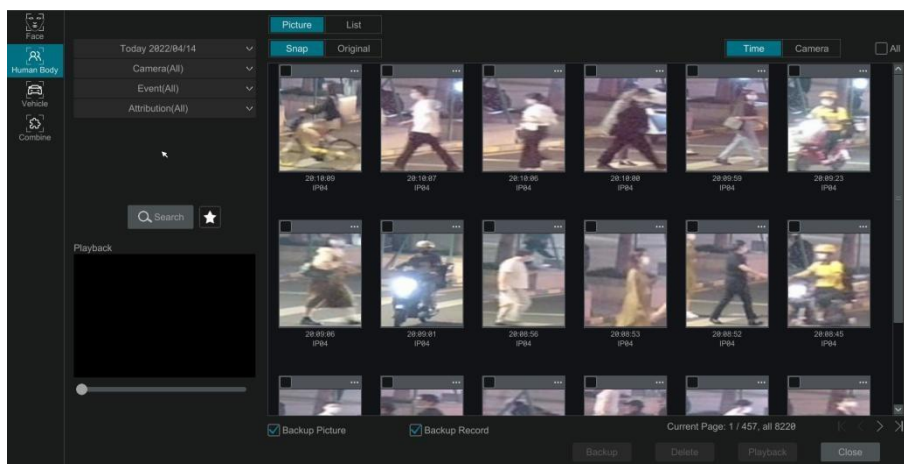 Face
Human Body
Vehicle
Combine
Today 2022/04/14
Camera(All)
Event(All)
Attribution(All)
Search
Playback
Picture List
Snap Original
Time Camera All
20:10:09 20:10:07 20:10:06 20:10:00 20:09:59 20:09:23
IP04 IP04 IP04 IP04 IP04 IP04
20:09:06 20:09:01 20:08:56 20:08:53 20:08:52 20:08:45
IP04 IP04 IP04 IP04 IP04 IP04
Backup Picture Backup Record Current Page: 1 / 457, all 8220
Backup Delete Playback Close